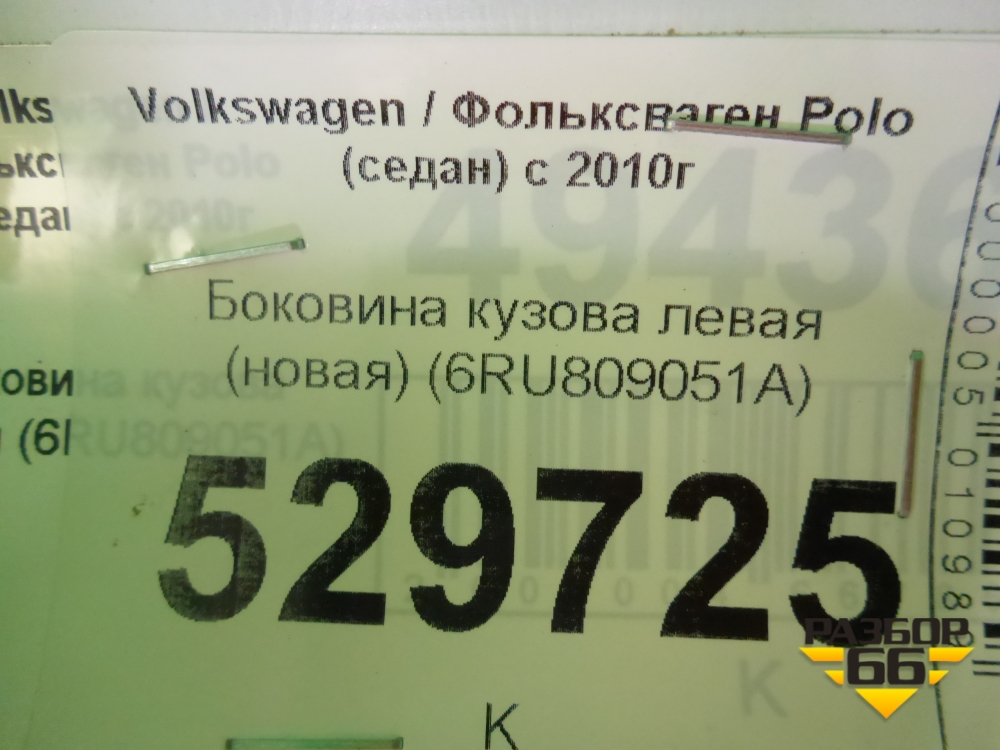 Volkswagen / Фольксваген Polo
(седан) с 2010г
Боковина кузова левая
(новая) (6RU809051A)
529725
К
РАЗБОР
66